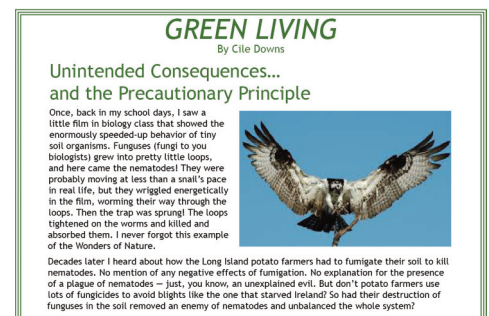 GREEN LIVING
By Cile Downs
Unintended Consequences...
and the Precautionary Principle
Once, back in my school days, I saw a
little film in biology class that showed the
enormously speeded-up behavior of tiny
soil organisms. Funguses (fungi to you
biologists) grew into pretty little loops,
and here came the nematodes! They were
probably moving at less than a snail's pace
in real life, but they wriggled energetically
in the film, worming their way through the
loops. Then the trap was sprung! The loops
tightened on the worms and killed and
absorbed them. I never forgot this example
of the Wonders of Nature.
Decades later I heard about how the Long Island potato farmers had to fumigate their soil to kill
nematodes. No mention of any negative effects of fumigation. No explanation for the presence
of a plague of nematodes — just, you know, an unexplained evil. But don't potato farmers use
lots of fungicides to avoid blights like the one that starved Ireland? So had their destruction of
funguses in the soil removed an enemy of nematodes and unbalanced the whole system?